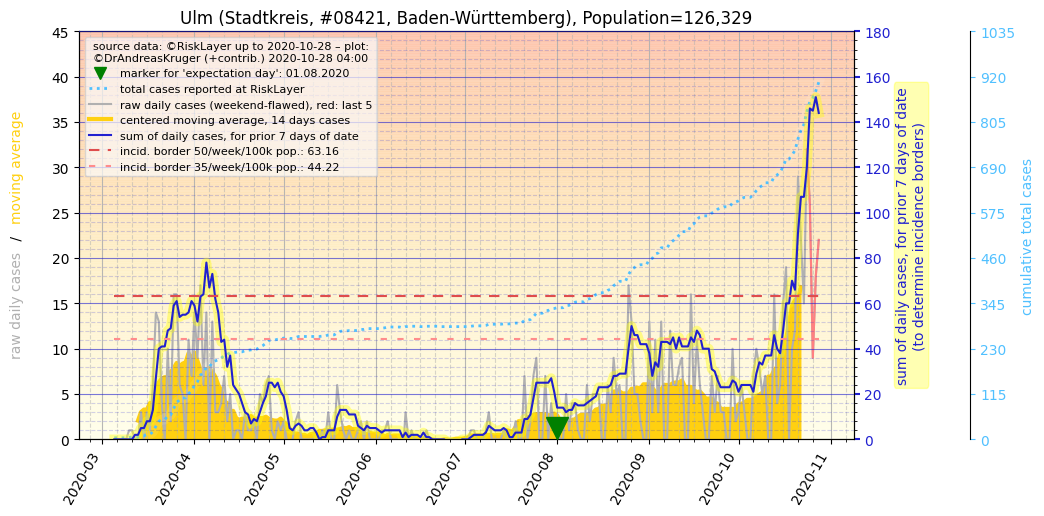 Ulm (Stadtkreis, #08421, Baden-Württemberg), Population=126,329
source data: ©RiskLayer up to 2020-10-28 – plot:
©DrAndreasKruger (+contrib.) 2020-10-28 04:00
marker for 'expectation day': 01.08.2020
total cases reported at RiskLayer
raw daily cases (weekend-flawed), red: last 5
centered moving average, 14 days cases
sum of daily cases, for prior 7 days of date
incid. border 50/week/100k pop.: 63.16
incid. border 35/week/100k pop.: 44.22
raw daily cases / moving average
45
40
35
30
25
20
15
10
5
0
180
160
140
120
100
80
60
40
20
0
sum of daily cases, for prior 7 days of date
(to determine incidence borders)
1035
920
805
690
575
460
345
230
115
0
cumulative total cases
2020-03
2020-04
2020-05
2020-06
2020-07
2020-08
2020-09
2020-10
2020-11